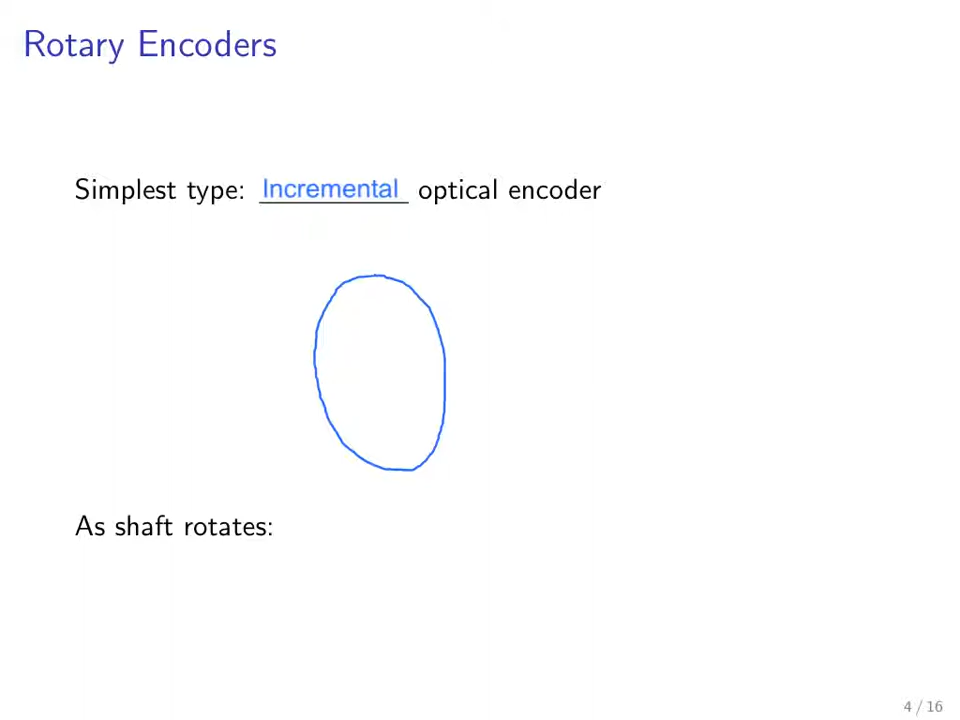 Rotary Encoders
Simplest type: Incremental optical encoder
As shaft rotates:
4 / 16